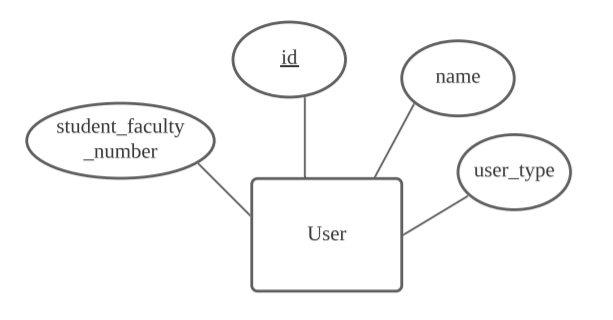 id
name
student_faculty
_number
user_type
User